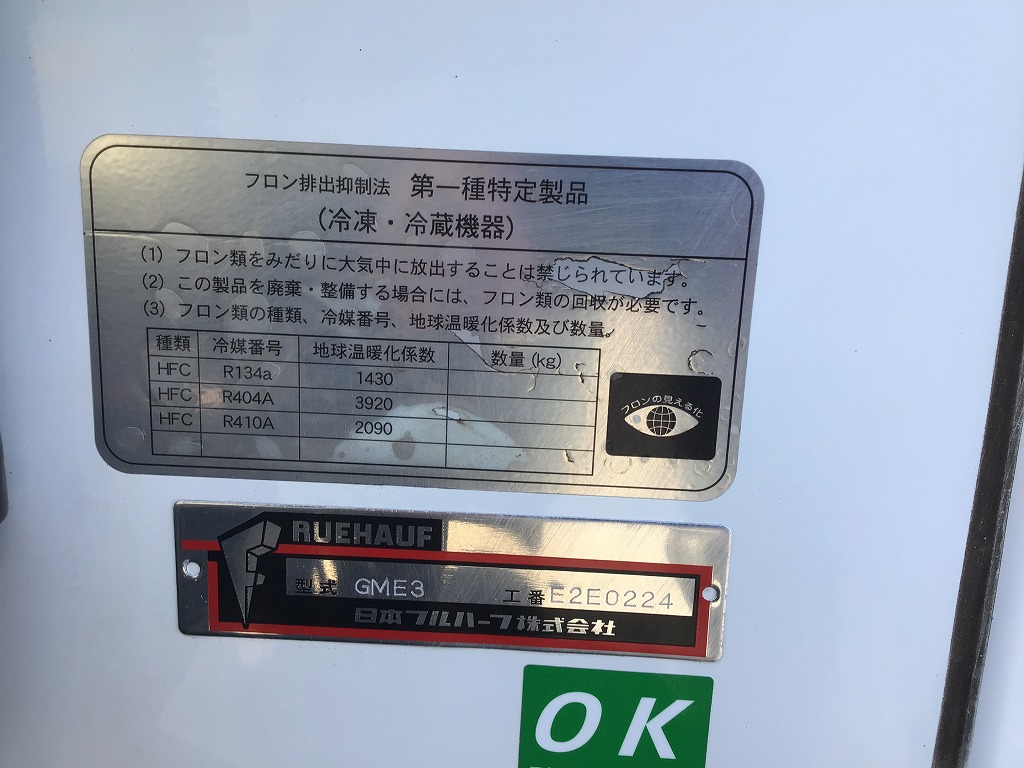 フロン排出抑制法 第一種特定製品
(冷凍・冷蔵機器)
(1) フロン類をみだりに大気中に放出することは禁じられています。
(2) この製品を廃棄・整備する場合には、フロン類の回収が必要です。
(3) フロン類の種類、冷媒番号、地球温暖化係数及び数量。
種類 冷媒番号 地球温暖化係数 数量(kg)
HFC R134a 1430
HFC R404A 3920
HFC R410A 2090
フロンの見える化
RUEHAUF
型式 GME3 工番 E2E0224
日本フルハーフ株式会社
OK